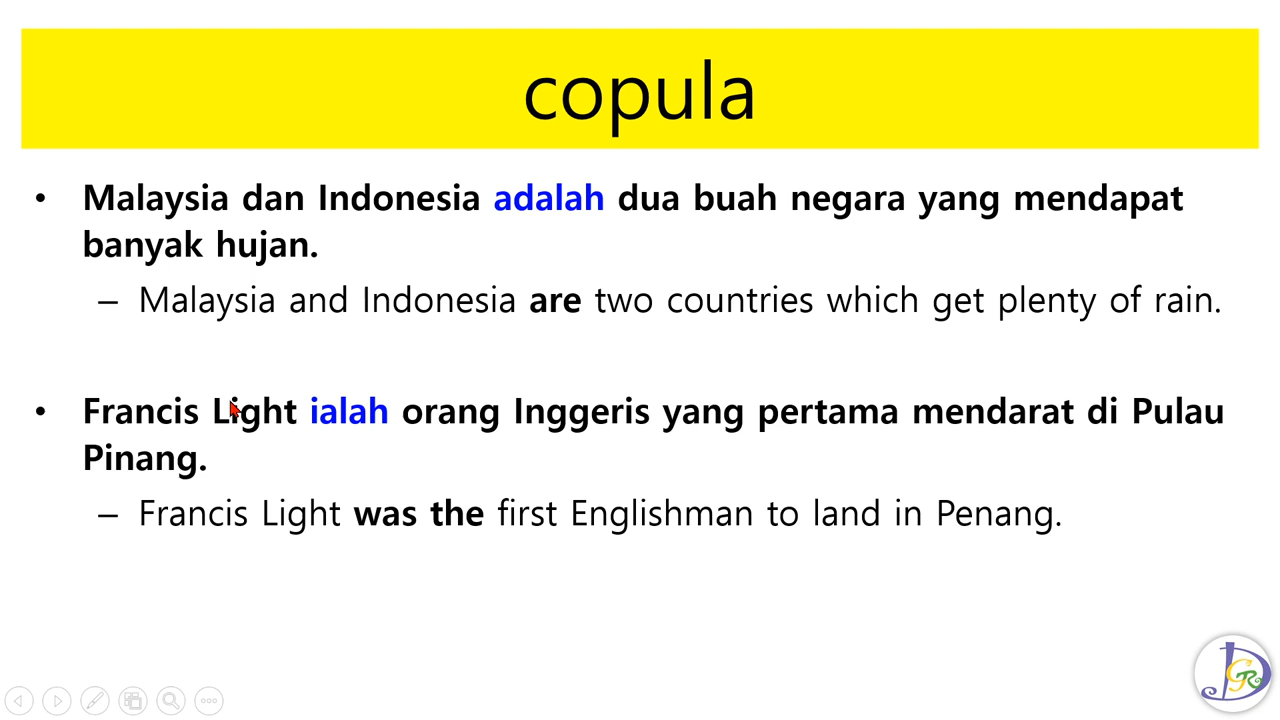 copula
• Malaysia dan Indonesia adalah dua buah negara yang mendapat
banyak hujan.
– Malaysia and Indonesia are two countries which get plenty of rain.
• Francis Light ialah orang Inggeris yang pertama mendarat di Pulau
Pinang.
– Francis Light was the first Englishman to land in Penang.